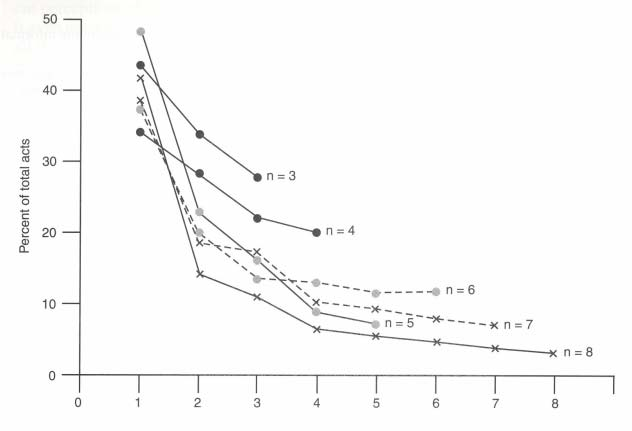 50
40
30
20
10
0
Percent of total acts
n = 3
n = 4
n = 6
n = 5
n = 7
n = 8
0 1 2 3 4 5 6 7 8